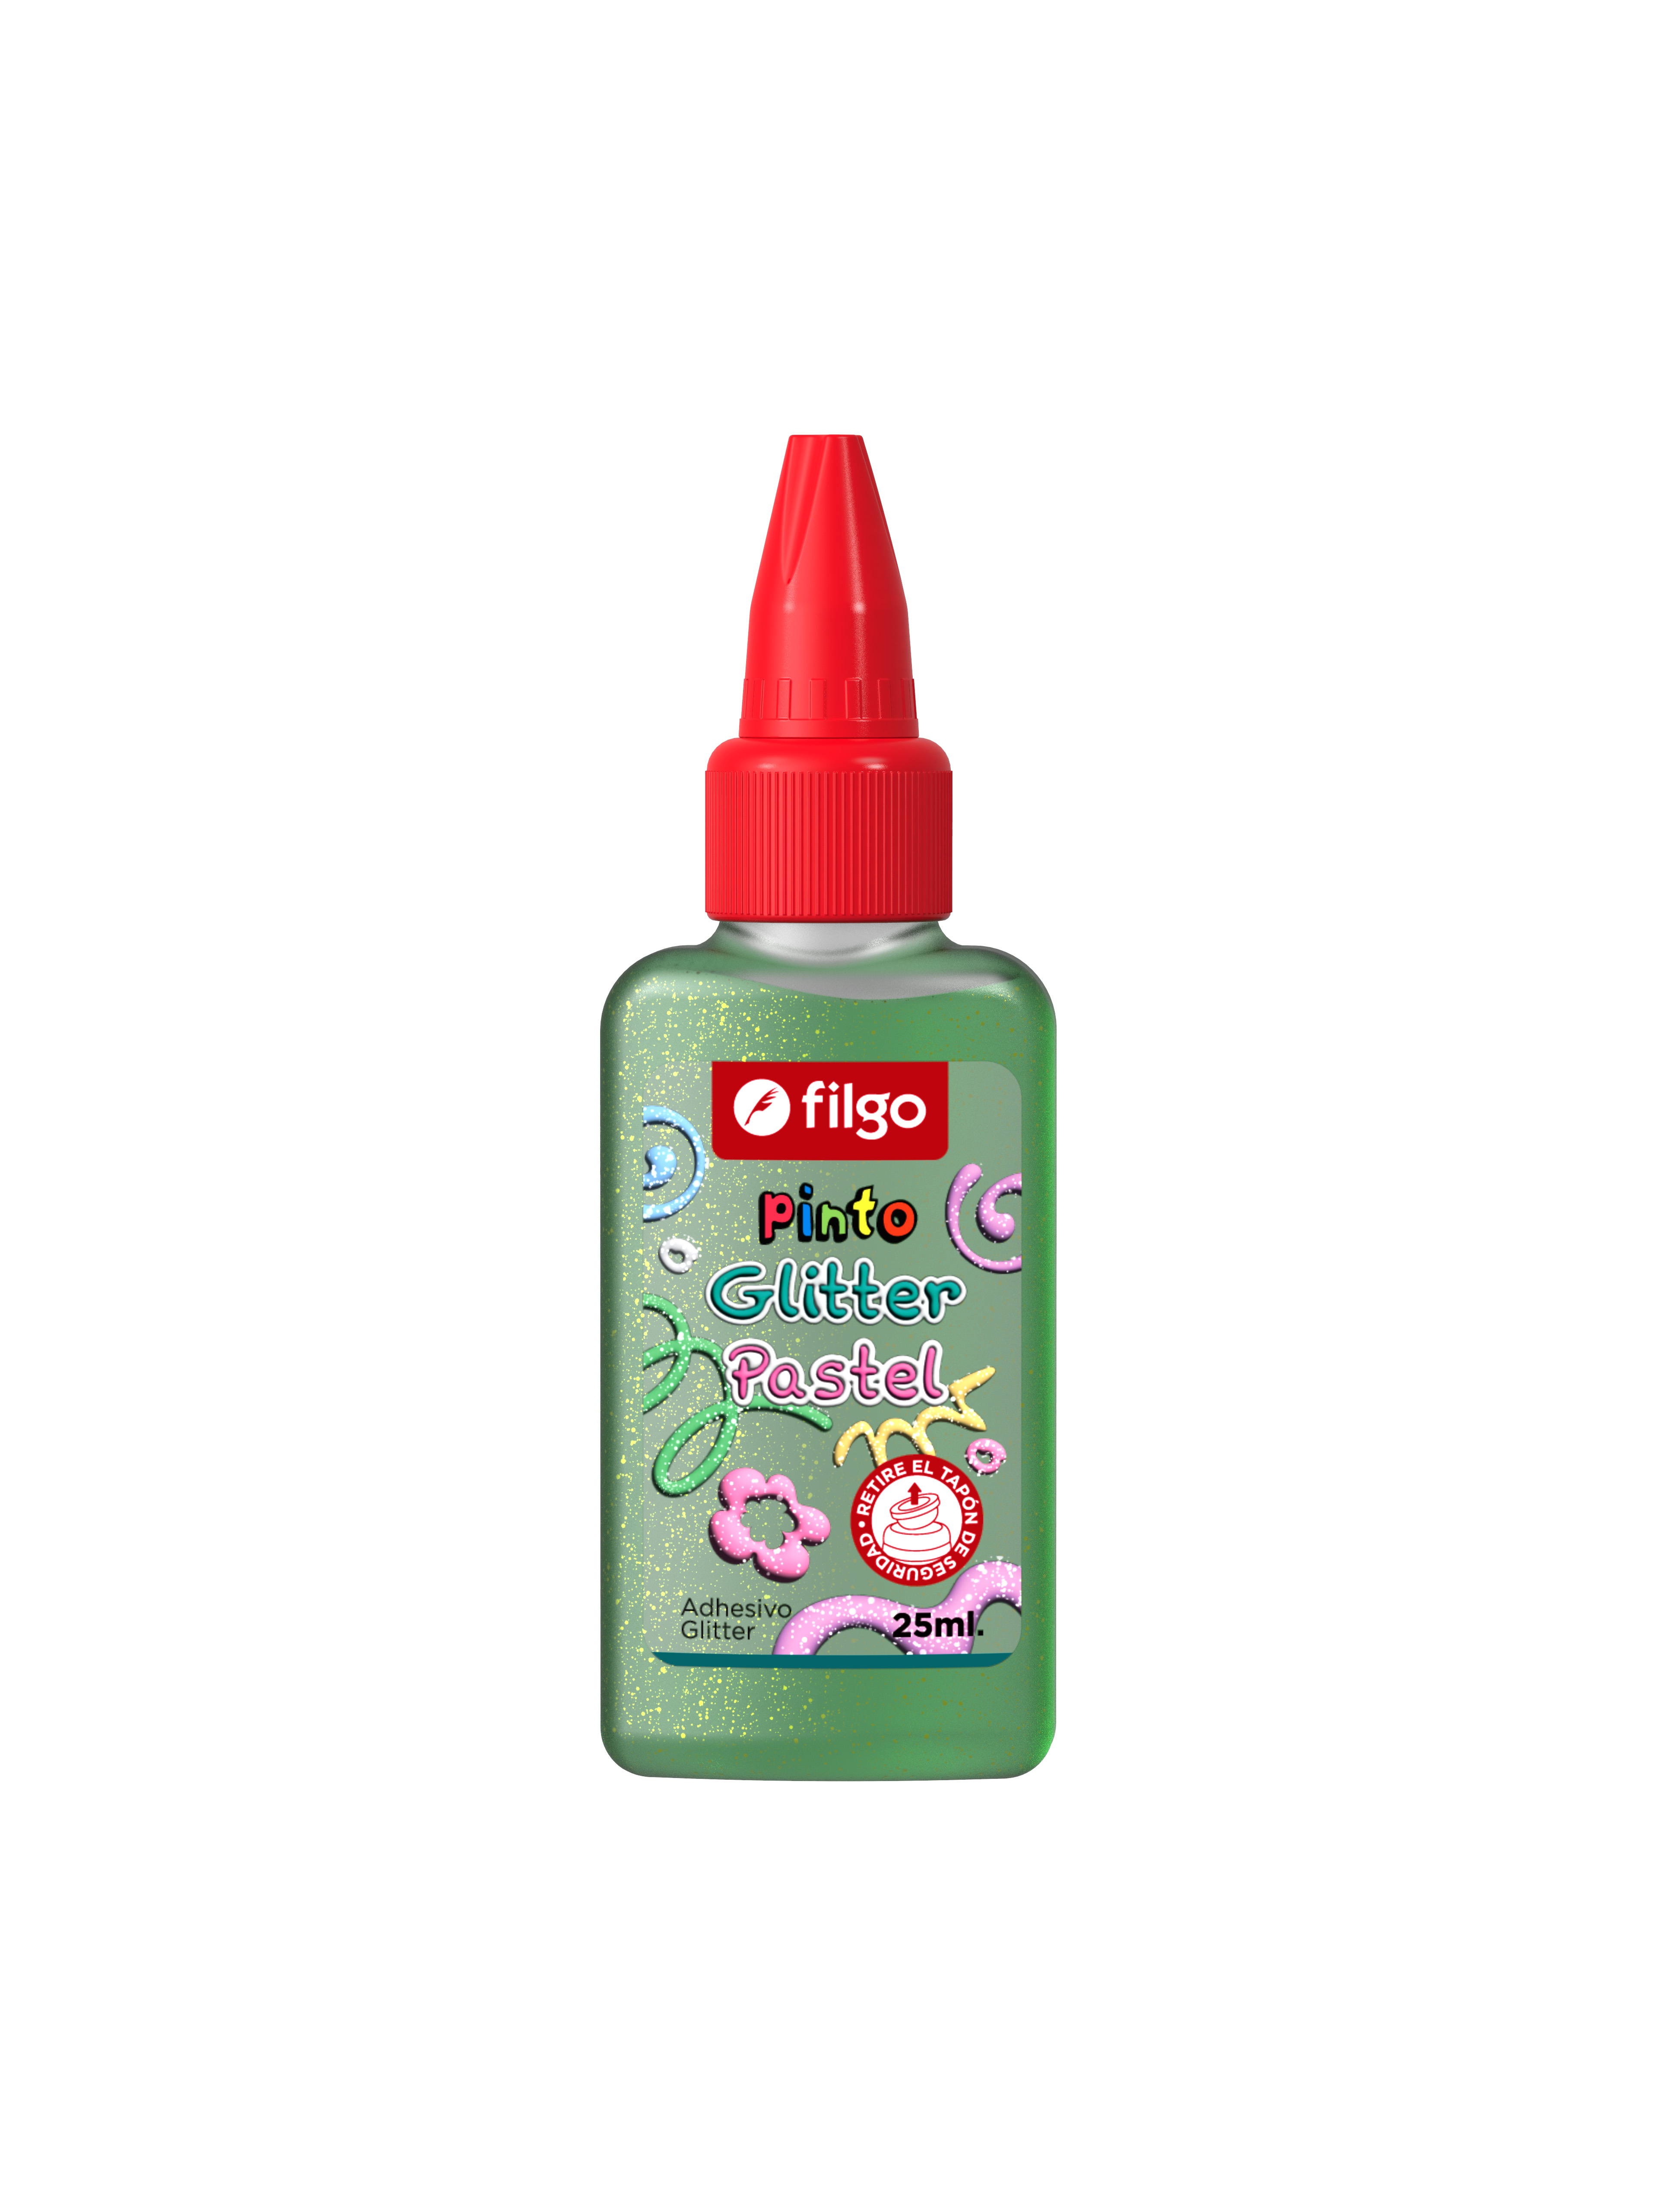 filgo
pinto
Glitter
Pastel
RETIRE EL TAPÓN DE SEGURIDAD •
Adhesivo
Glitter
25ml.